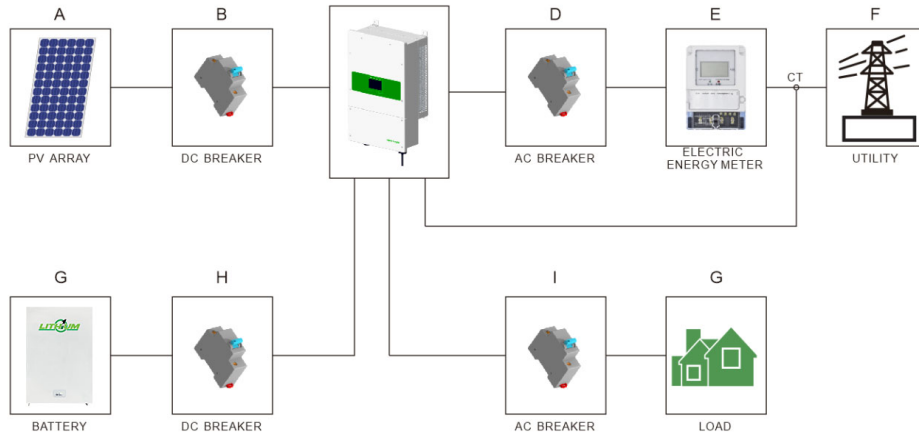 A
B
D
E
F
CT
PV ARRAY
DC BREAKER
AC BREAKER
ELECTRIC
ENERGY METER
UTILITY
G
H
I
G
LITHIUM
BATTERY
DC BREAKER
AC BREAKER
LOAD